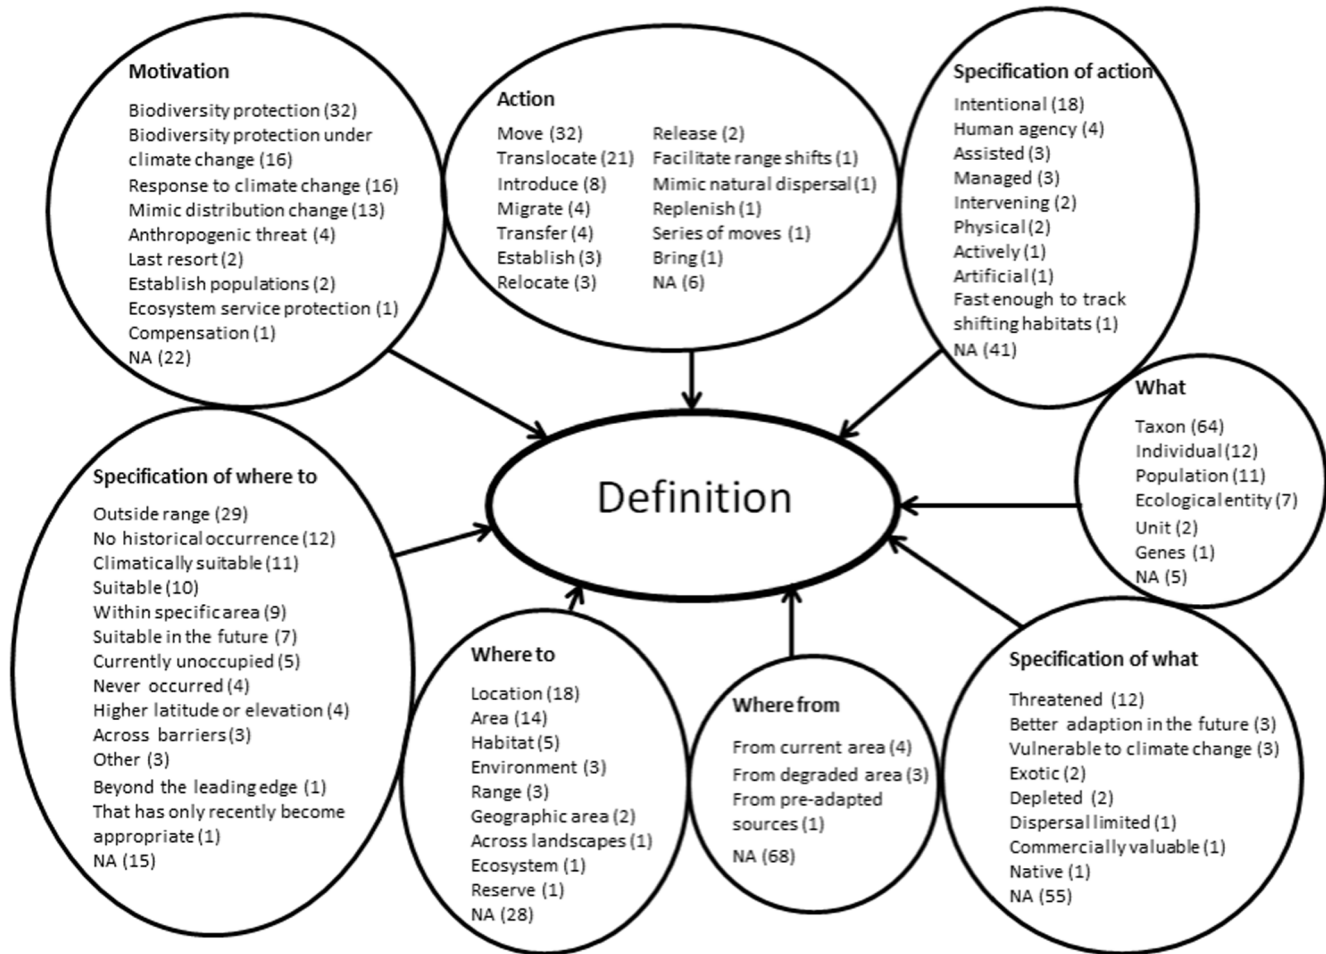 Motivation
Biodiversity protection (32)
Biodiversity protection under
climate change (16)
Response to climate change (16)
Mimic distribution change (13)
Anthropogenic threat (4)
Last resort (2)
Establish populations (2)
Ecosystem service protection (1)
Compensation (1)
NA (22)
Action
Move (32)
Translocate (21)
Introduce (8)
Migrate (4)
Transfer (4)
Establish (3)
Relocate (3)
Release (2)
Facilitate range shifts (1)
Mimic natural dispersal (1)
Replenish (1)
Series of moves (1)
Bring (1)
NA (6)
Specification of action
Intentional (18)
Human agency (4)
Assisted (3)
Managed (3)
Intervening (2)
Physical (2)
Actively (1)
Artificial (1)
Fast enough to track
shifting habitats (1)
NA (41)
What
Taxon (64)
Individual (12)
Population (11)
Ecological entity (7)
Unit (2)
Genes (1)
NA (5)
Definition
Specification of where to
Outside range (29)
No historical occurrence (12)
Climatically suitable (11)
Suitable (10)
Within specific area (9)
Suitable in the future (7)
Currently unoccupied (5)
Never occurred (4)
Higher latitude or elevation (4)
Across barriers (3)
Other (3)
Beyond the leading edge (1)
That has only recently become
appropriate (1)
NA (15)
Where to
Location (18)
Area (14)
Habitat (5)
Environment (3)
Range (3)
Geographic area (2)
Across landscapes (1)
Ecosystem (1)
Reserve (1)
NA (28)
Where from
From current area (4)
From degraded area (3)
From pre-adapted
sources (1)
NA (68)
Specification of what
Threatened (12)
Better adaption in the future (3)
Vulnerable to climate change (3)
Exotic (2)
Depleted (2)
Dispersal limited (1)
Commercially valuable (1)
Native (1)
NA (55)